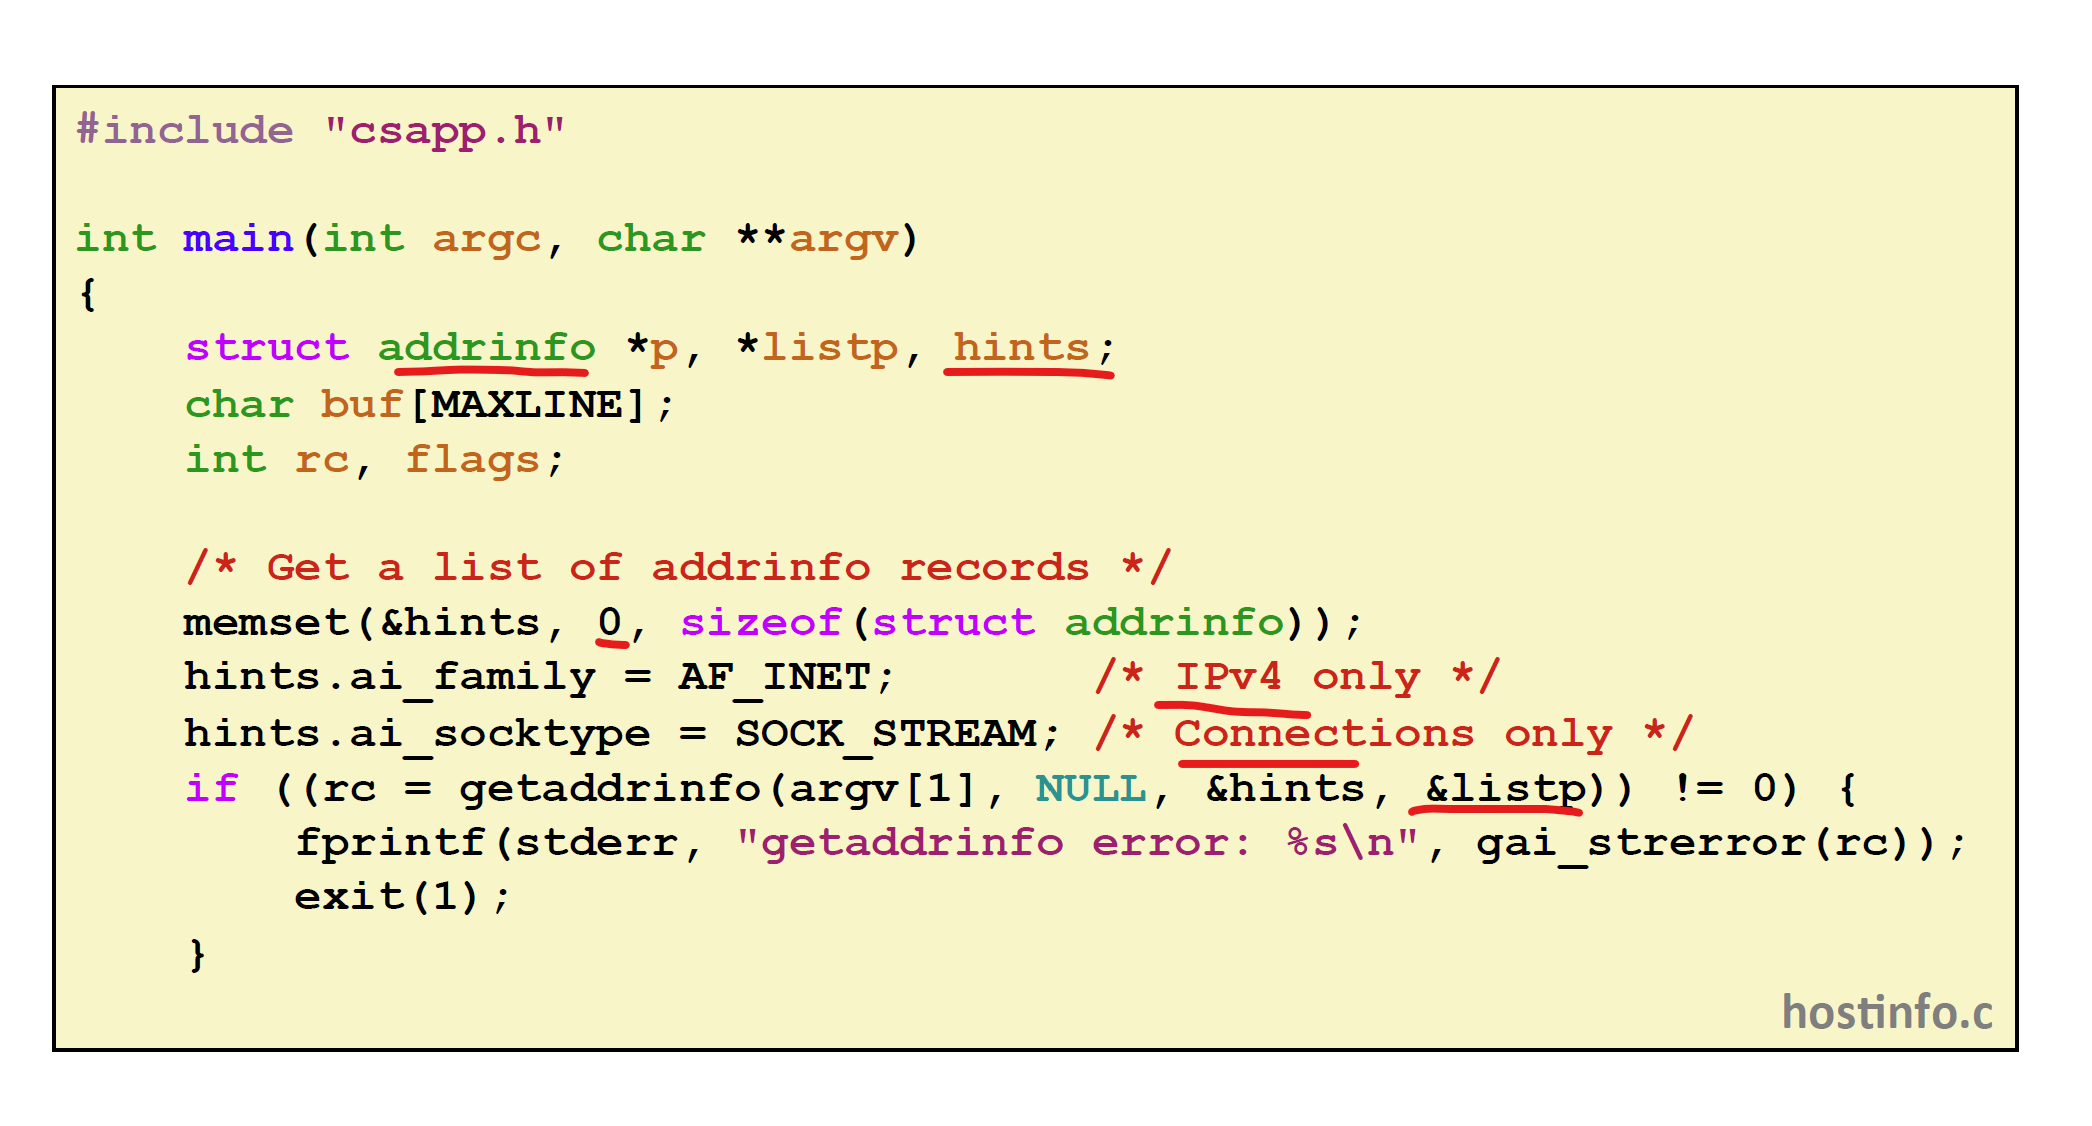 #include "csapp.h"
int main(int argc, char **argv)
{
struct addrinfo *p, *listp, hints;
char buf[MAXLINE];
int rc, flags;
/* Get a list of addrinfo records */
memset(&hints, 0, sizeof(struct addrinfo));
hints.ai_family = AF_INET; /* IPv4 only */
hints.ai_socktype = SOCK_STREAM; /* Connections only */
if ((rc = getaddrinfo(argv[1], NULL, &hints, &listp)) != 0) {
fprintf(stderr, "getaddrinfo error: %s\n", gai_strerror(rc));
exit(1);
}
hostinfo.c